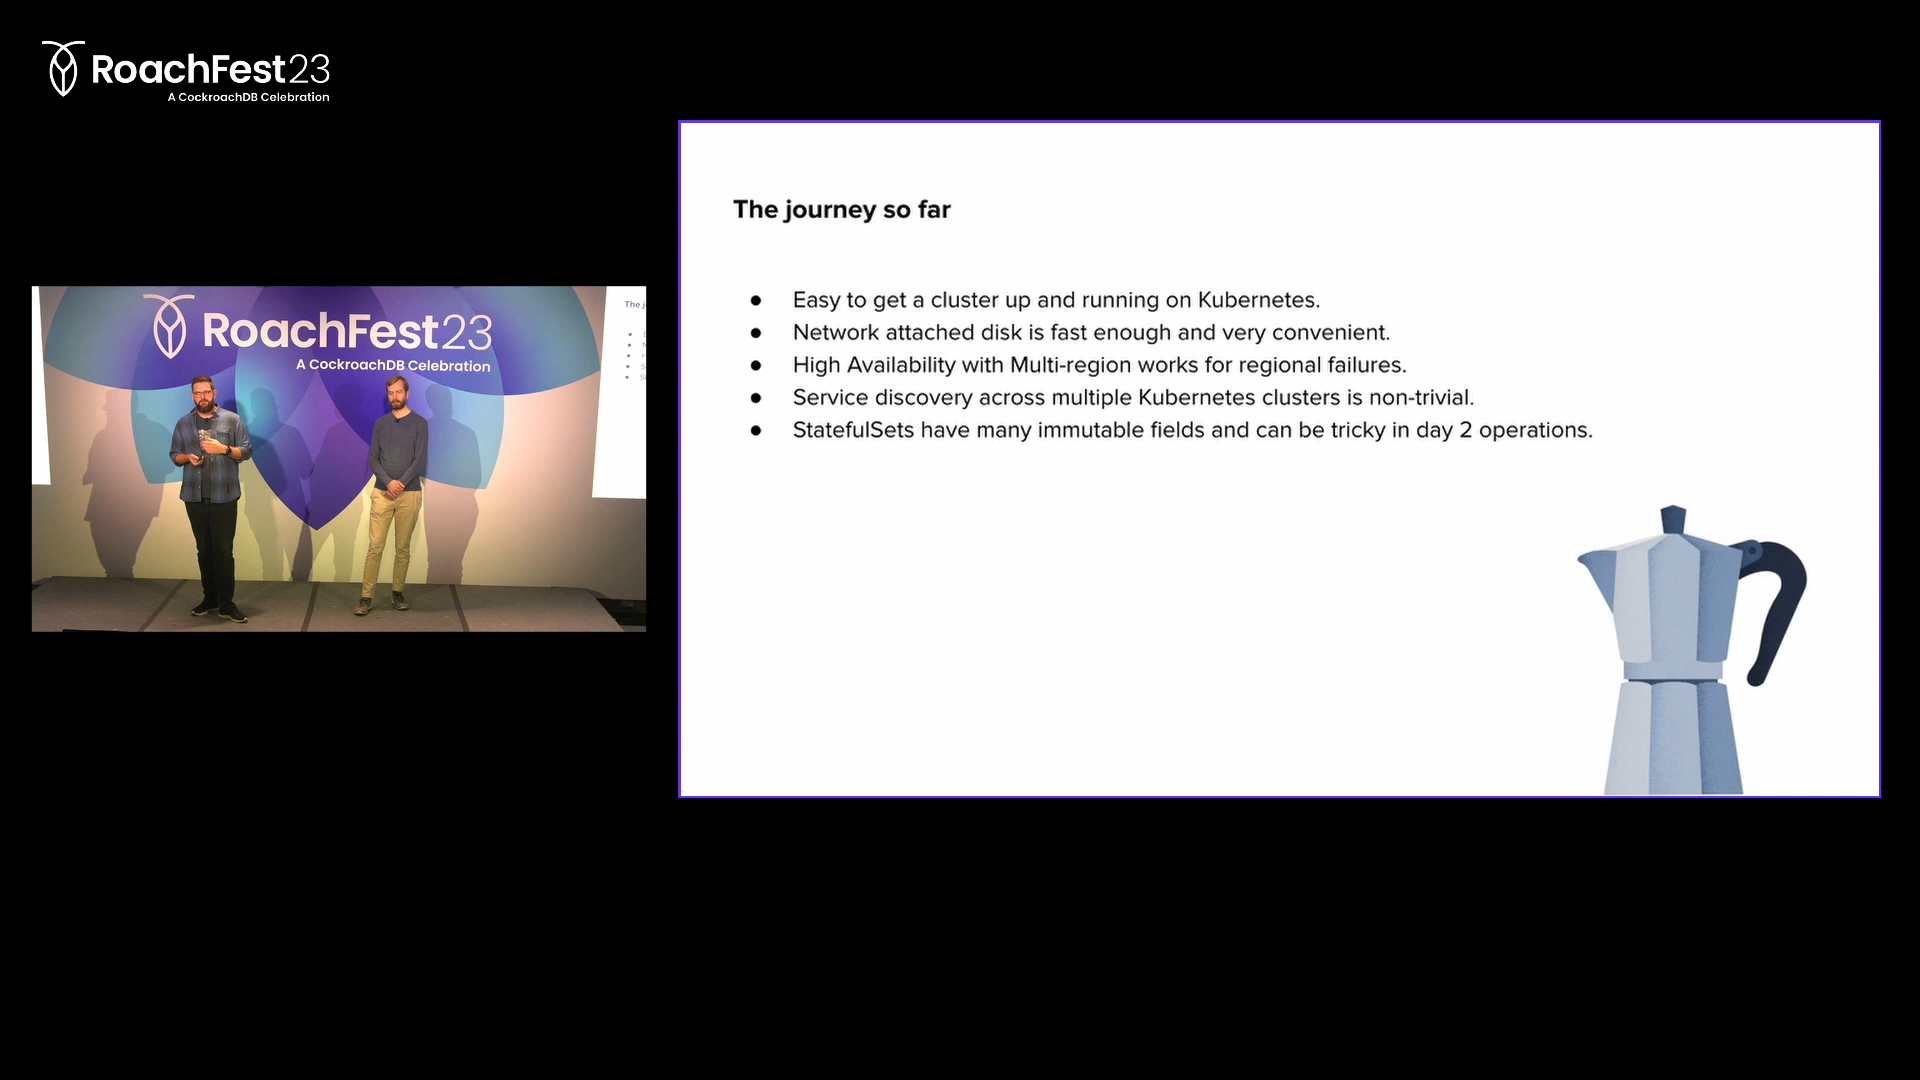 RoachFest23
A CockroachDB Celebration
RoachFest23
A CockroachDB Celebration
The j
The journey so far
● Easy to get a cluster up and running on Kubernetes.
● Network attached disk is fast enough and very convenient.
● High Availability with Multi-region works for regional failures.
● Service discovery across multiple Kubernetes clusters is non-trivial.
● StatefulSets have many immutable fields and can be tricky in day 2 operations.